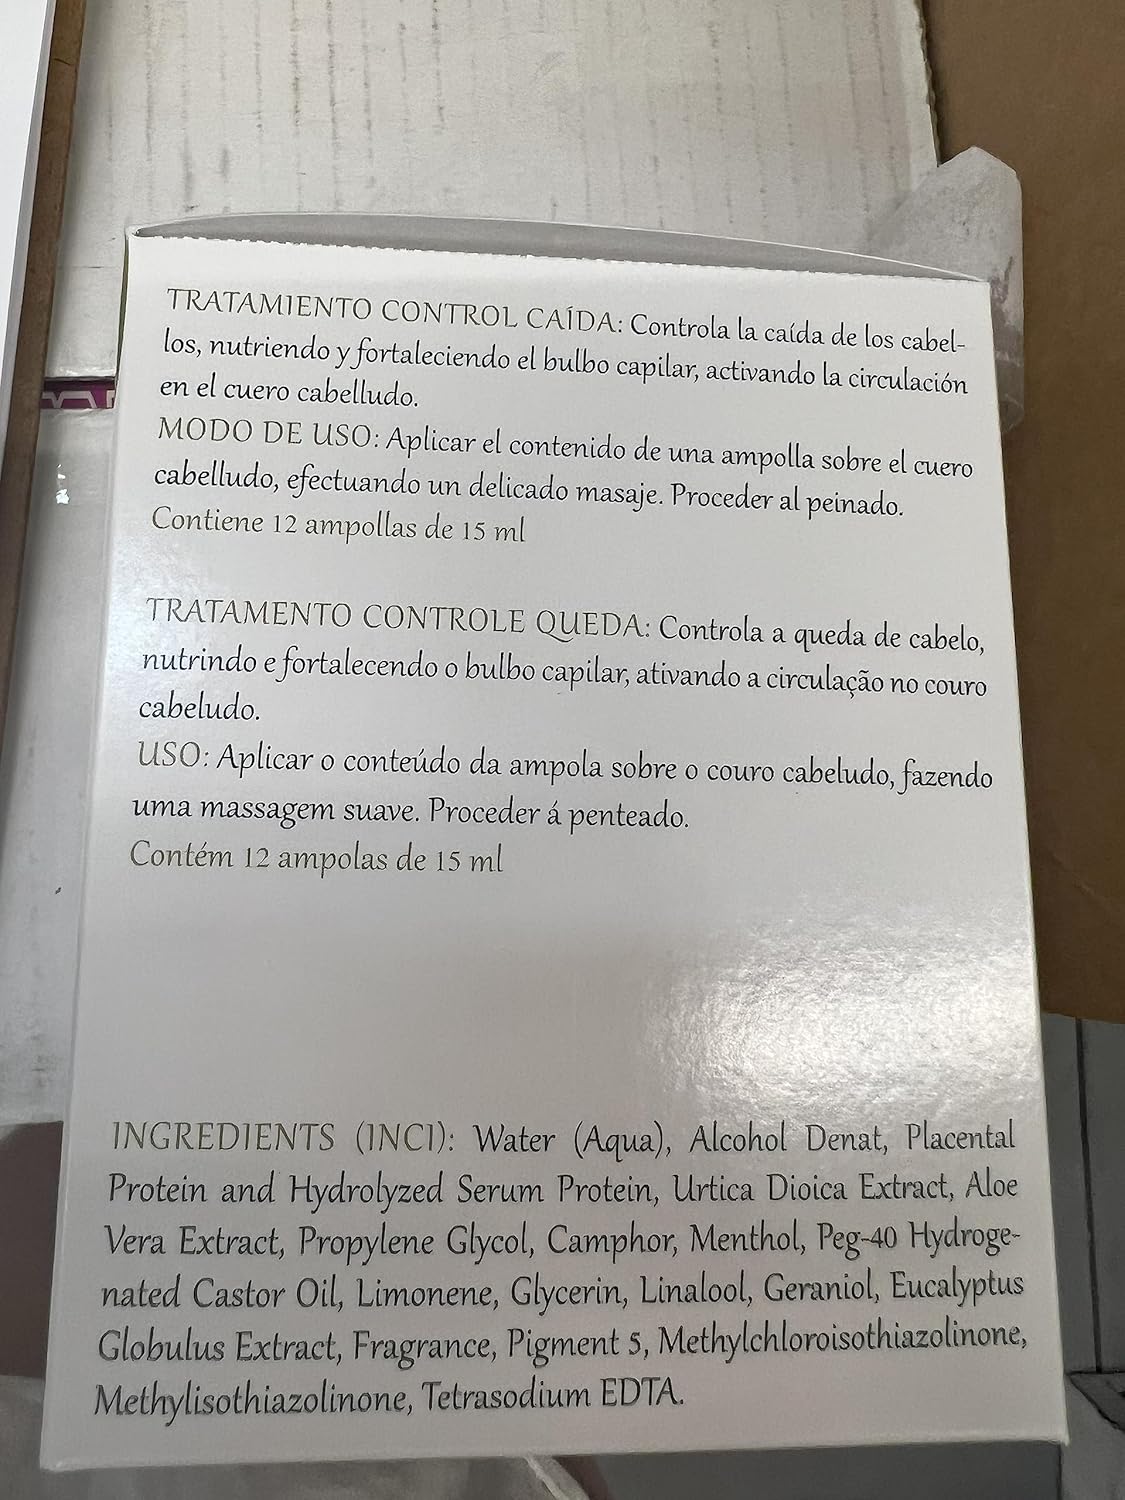 TRATAMIENTO CONTROL CAÍDA: Controla la caída de los cabel-
los, nutriendo y fortaleciendo el bulbo capilar, activando la circulación
en el cuero cabelludo.
MODO DE USO: Aplicar el contenido de una ampolla sobre el cuero
cabelludo, efectuando un delicado masaje. Proceder al peinado.
Contiene 12 ampollas de 15 ml
TRATAMENTO CONTROLE QUEDA: Controla a queda de cabelo,
nutrindo e fortalecendo o bulbo capilar, ativando a circulação no couro
cabeludo.
USO: Aplicar o conteúdo da ampola sobre o couro cabeludo, fazendo
uma massagem suave. Proceder á penteado.
Contém 12 ampolas de 15 ml
INGREDIENTS (INCI): Water (Aqua), Alcohol Denat, Placental
Protein and Hydrolyzed Serum Protein, Urtica Dioica Extract, Aloe
Vera Extract, Propylene Glycol, Camphor, Menthol, Peg-40 Hydroge-
nated Castor Oil, Limonene, Glycerin, Linalool, Geraniol, Eucalyptus
Globulus Extract, Fragrance, Pigment 5, Methylchloroisothiazolinone,
Methylisothiazolinone, Tetrasodium EDTA.